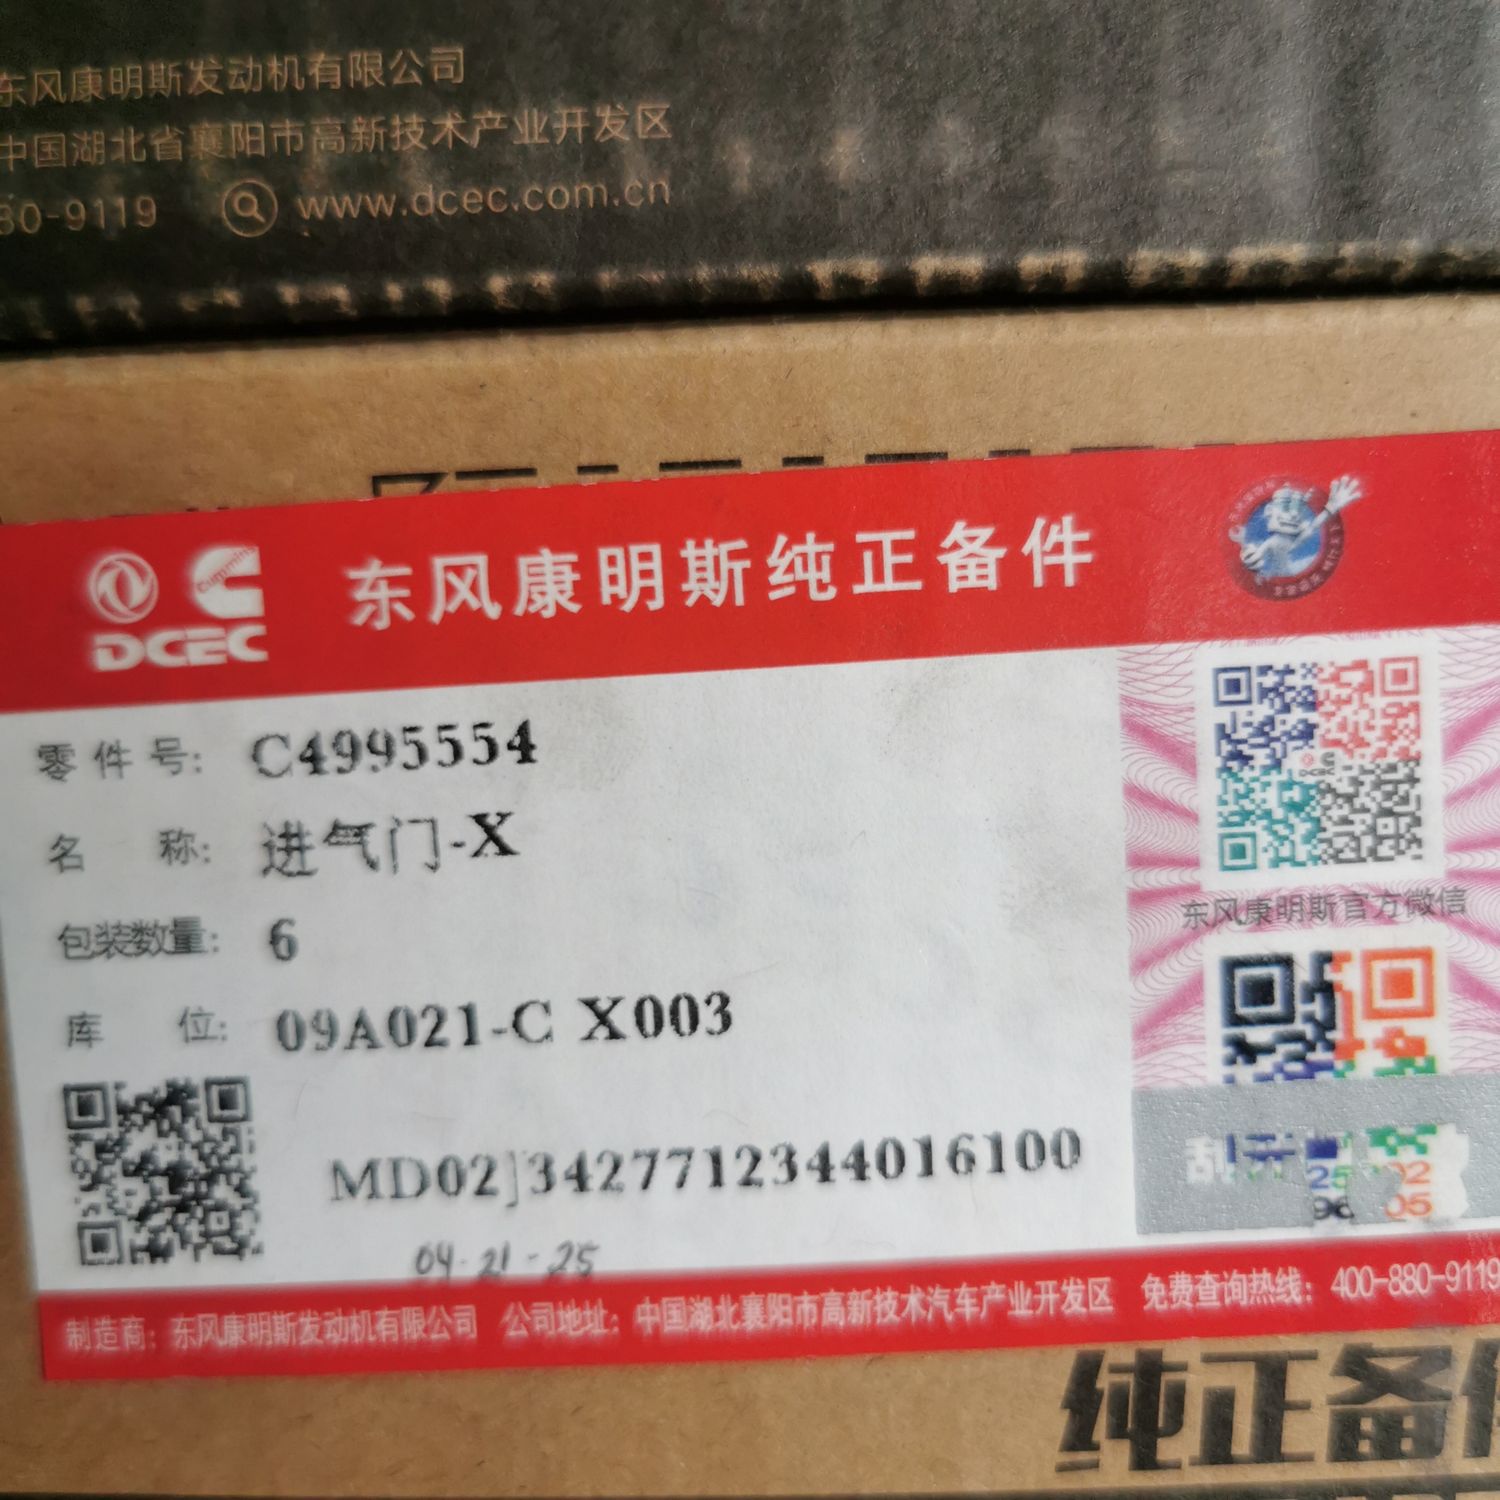 东风康明斯发动机有限公司
中国湖北省襄阳市高新技术产业开发区
80-9119 www.dcec.com.cn
Cummins
DCEC
东风康明斯纯正备件
零件号: C4995554
名 称: 进气门-X
包装数量: 6
库 位: 09A021-C X003
MD02]3427712344016100
04-21-25
DCEC
东风康明斯官方微信
刮
制造商: 东风康明斯发动机有限公司 公司地址: 中国湖北襄阳市高新技术汽车产业开发区 免费查询热线: 400-880-9119
纯正备件